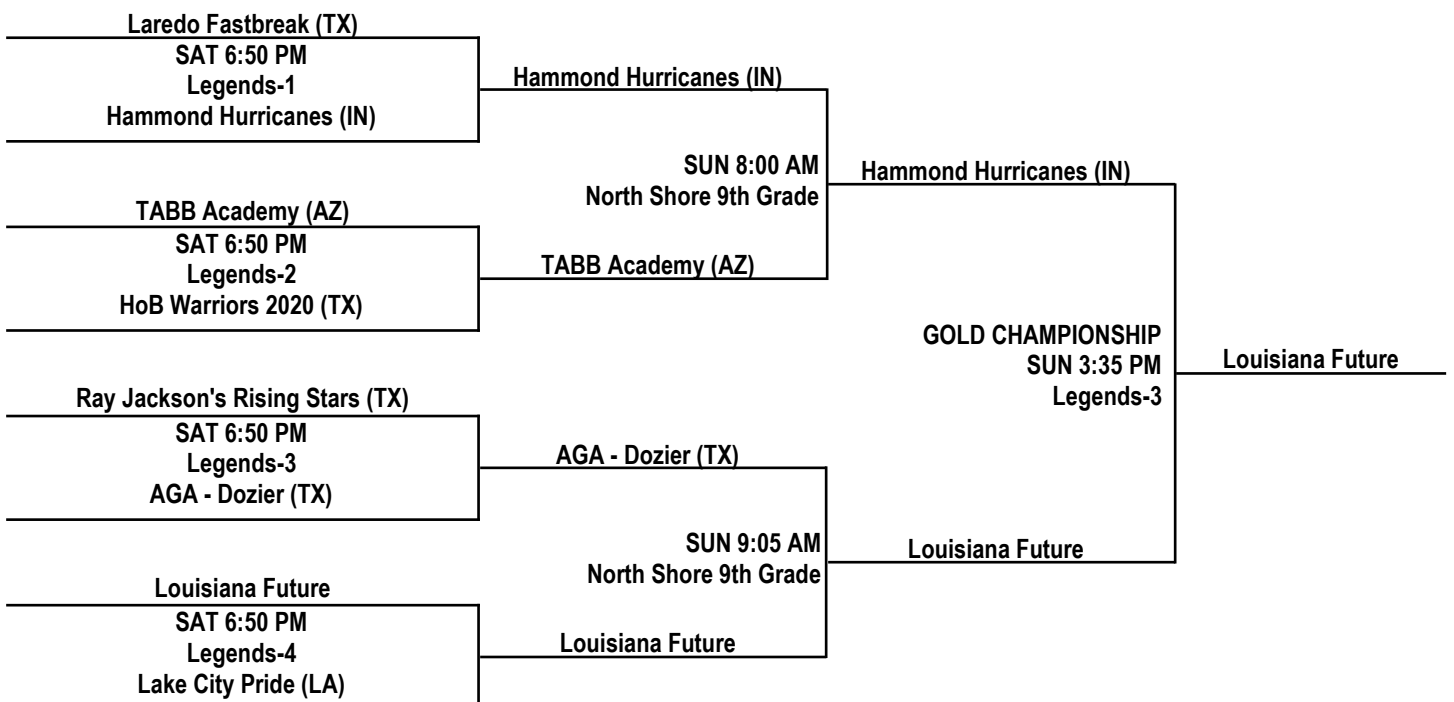 Laredo Fastbreak (TX)
SAT 6:50 PM
Legends-1
Hammond Hurricanes (IN)
TABB Academy (AZ)
SAT 6:50 PM
Legends-2
HoB Warriors 2020 (TX)
Ray Jackson's Rising Stars (TX)
SAT 6:50 PM
Legends-3
AGA - Dozier (TX)
Louisiana Future
SAT 6:50 PM
Legends-4
Lake City Pride (LA)
Hammond Hurricanes (IN)
SUN 8:00 AM
North Shore 9th Grade
TABB Academy (AZ)
AGA - Dozier (TX)
SUN 9:05 AM
North Shore 9th Grade
Louisiana Future
Hammond Hurricanes (IN)
GOLD CHAMPIONSHIP
SUN 3:35 PM
Legends-3
Louisiana Future
Louisiana Future